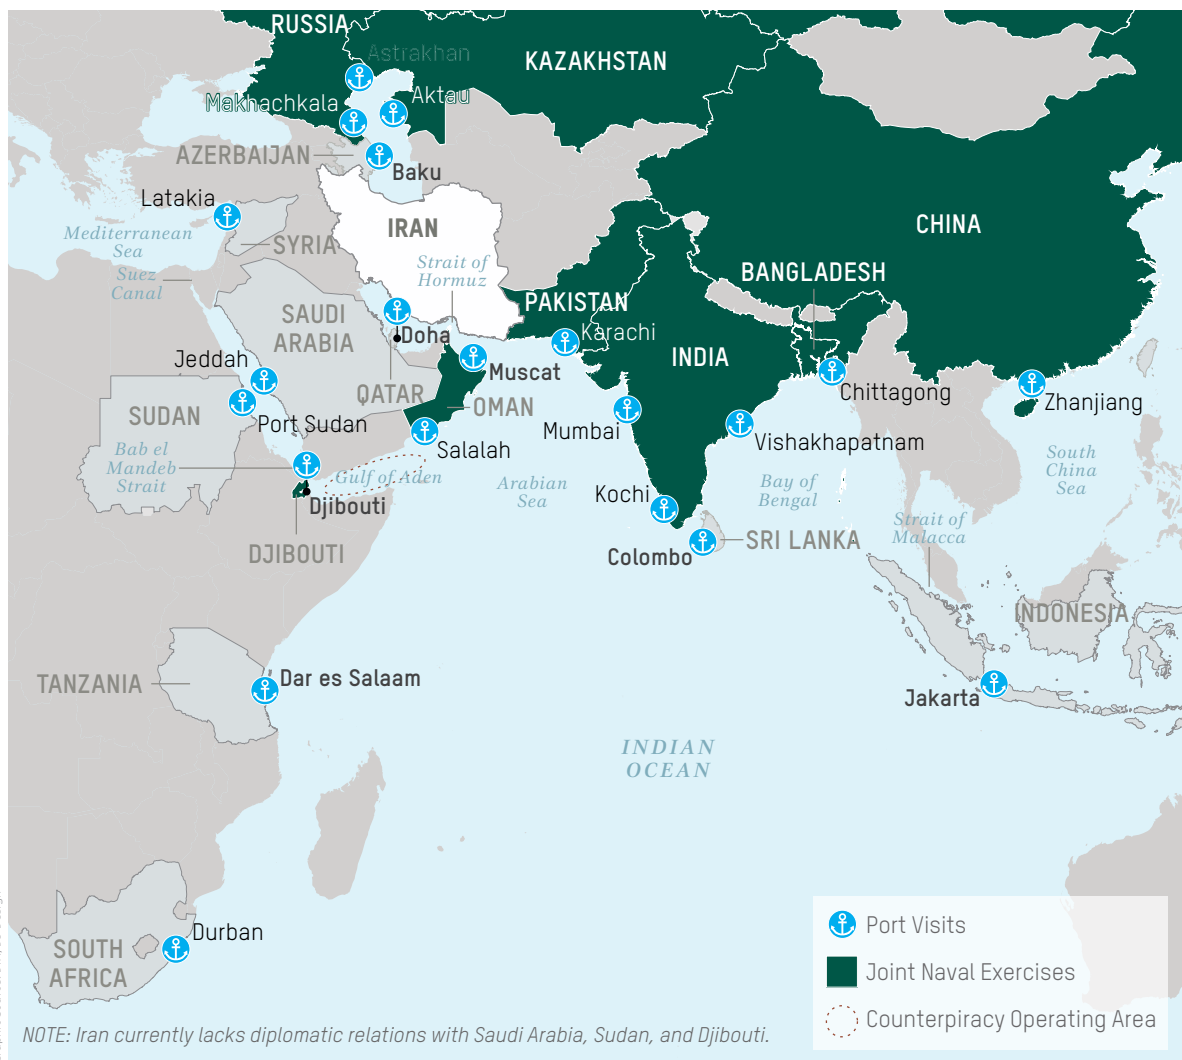 RUSSIA
Astrakhan
KAZAKHSTAN
Makhachkala
Aktau
AZERBAIJAN
Baku
Latakia
Mediterranean
Sea
SYRIA
IRAN
CHINA
Suez
Canal
Strait of
Hormuz
BANGLADESH
SAUDI
ARABIA
PAKISTAN
Doha
Karachi
INDIA
Jeddah
Muscat
QATAR
OMAN
Chittagong
Zhanjiang
SUDAN
Port Sudan
Mumbai
Vishakhapatnam
Salalah
Bab el
Mandeb
Strait
Gulf of Aden
Arabian
Sea
Bay of
Bengal
South
China
Sea
Kochi
Djibouti
Strait of
Malacca
DJIBOUTI
Colombo
SRI LANKA
INDONESIA
TANZANIA
Dar es Salaam
Jakarta
INDIAN
OCEAN
Durban
SOUTH
AFRICA
Port Visits
Joint Naval Exercises
Counterpiracy Operating Area
NOTE: Iran currently lacks diplomatic relations with Saudi Arabia, Sudan, and Djibouti.